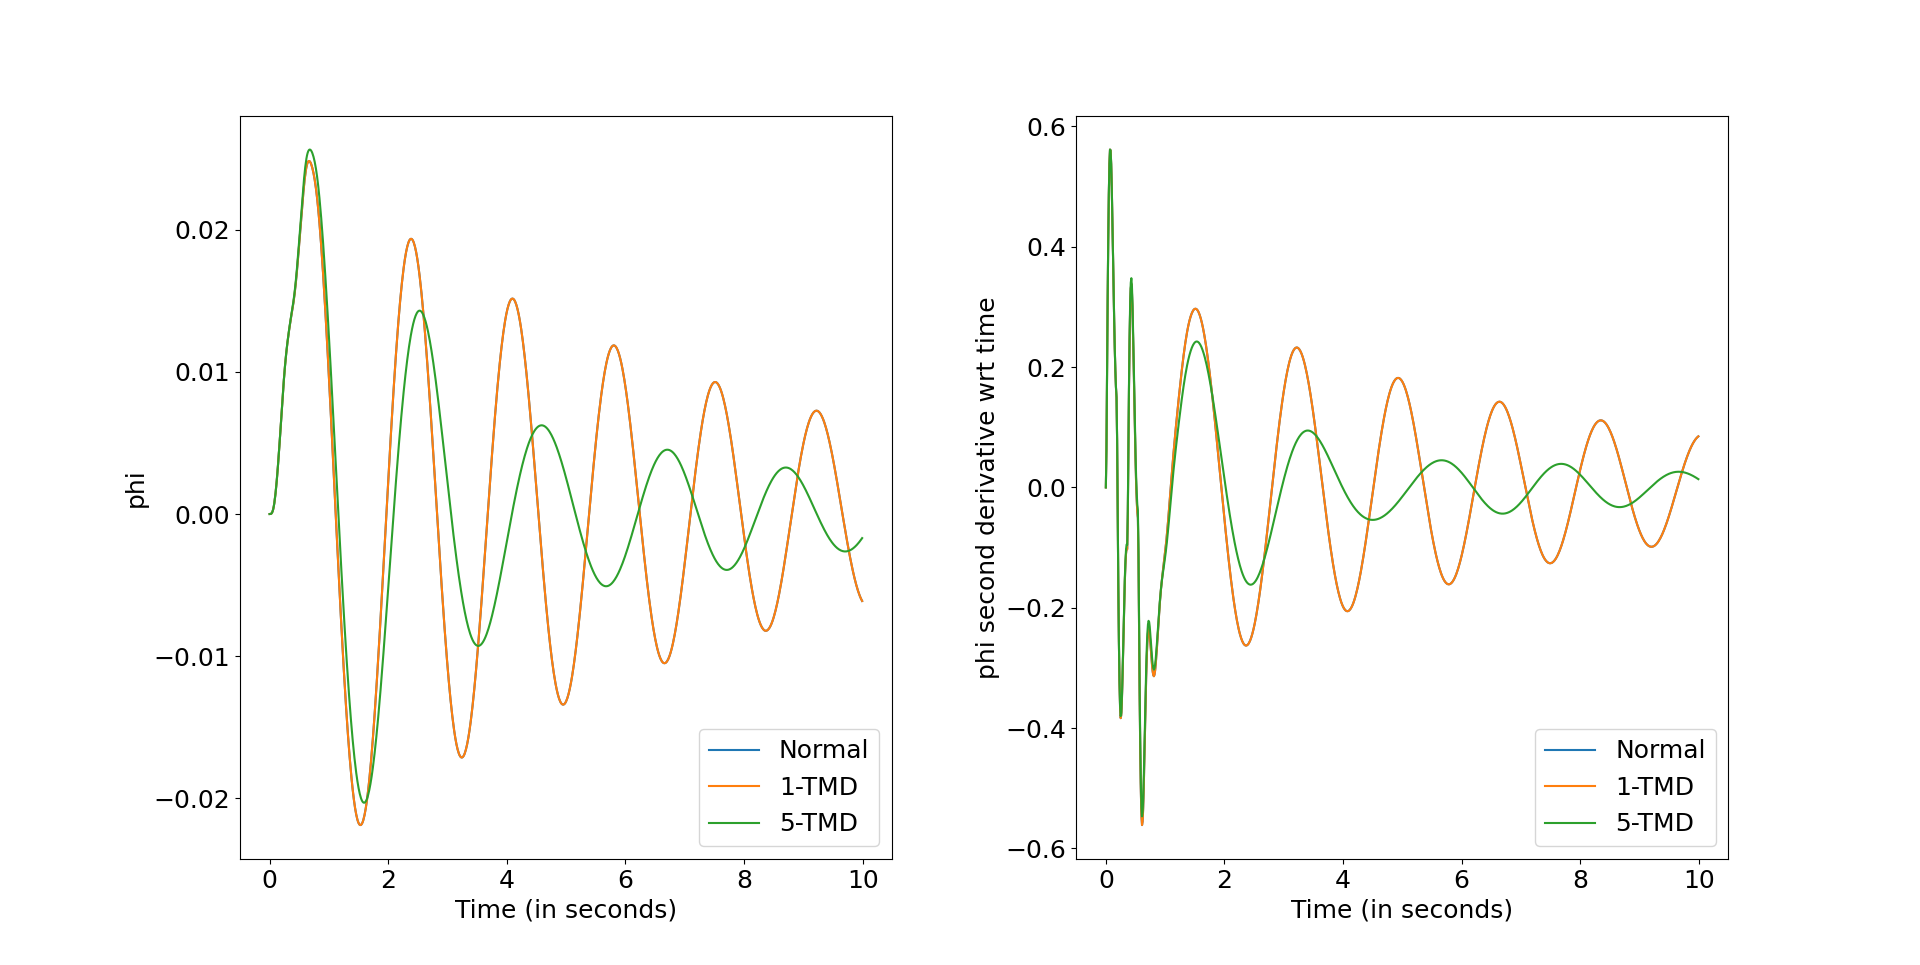 0.02
0.01
0.00
−0.01
−0.02
phi
0 2 4 6 8 10
Time (in seconds)
Normal
1-TMD
5-TMD
0.6
0.4
0.2
0.0
−0.2
−0.4
−0.6
phi second derivative wrt time
0 2 4 6 8 10
Time (in seconds)
Normal
1-TMD
5-TMD